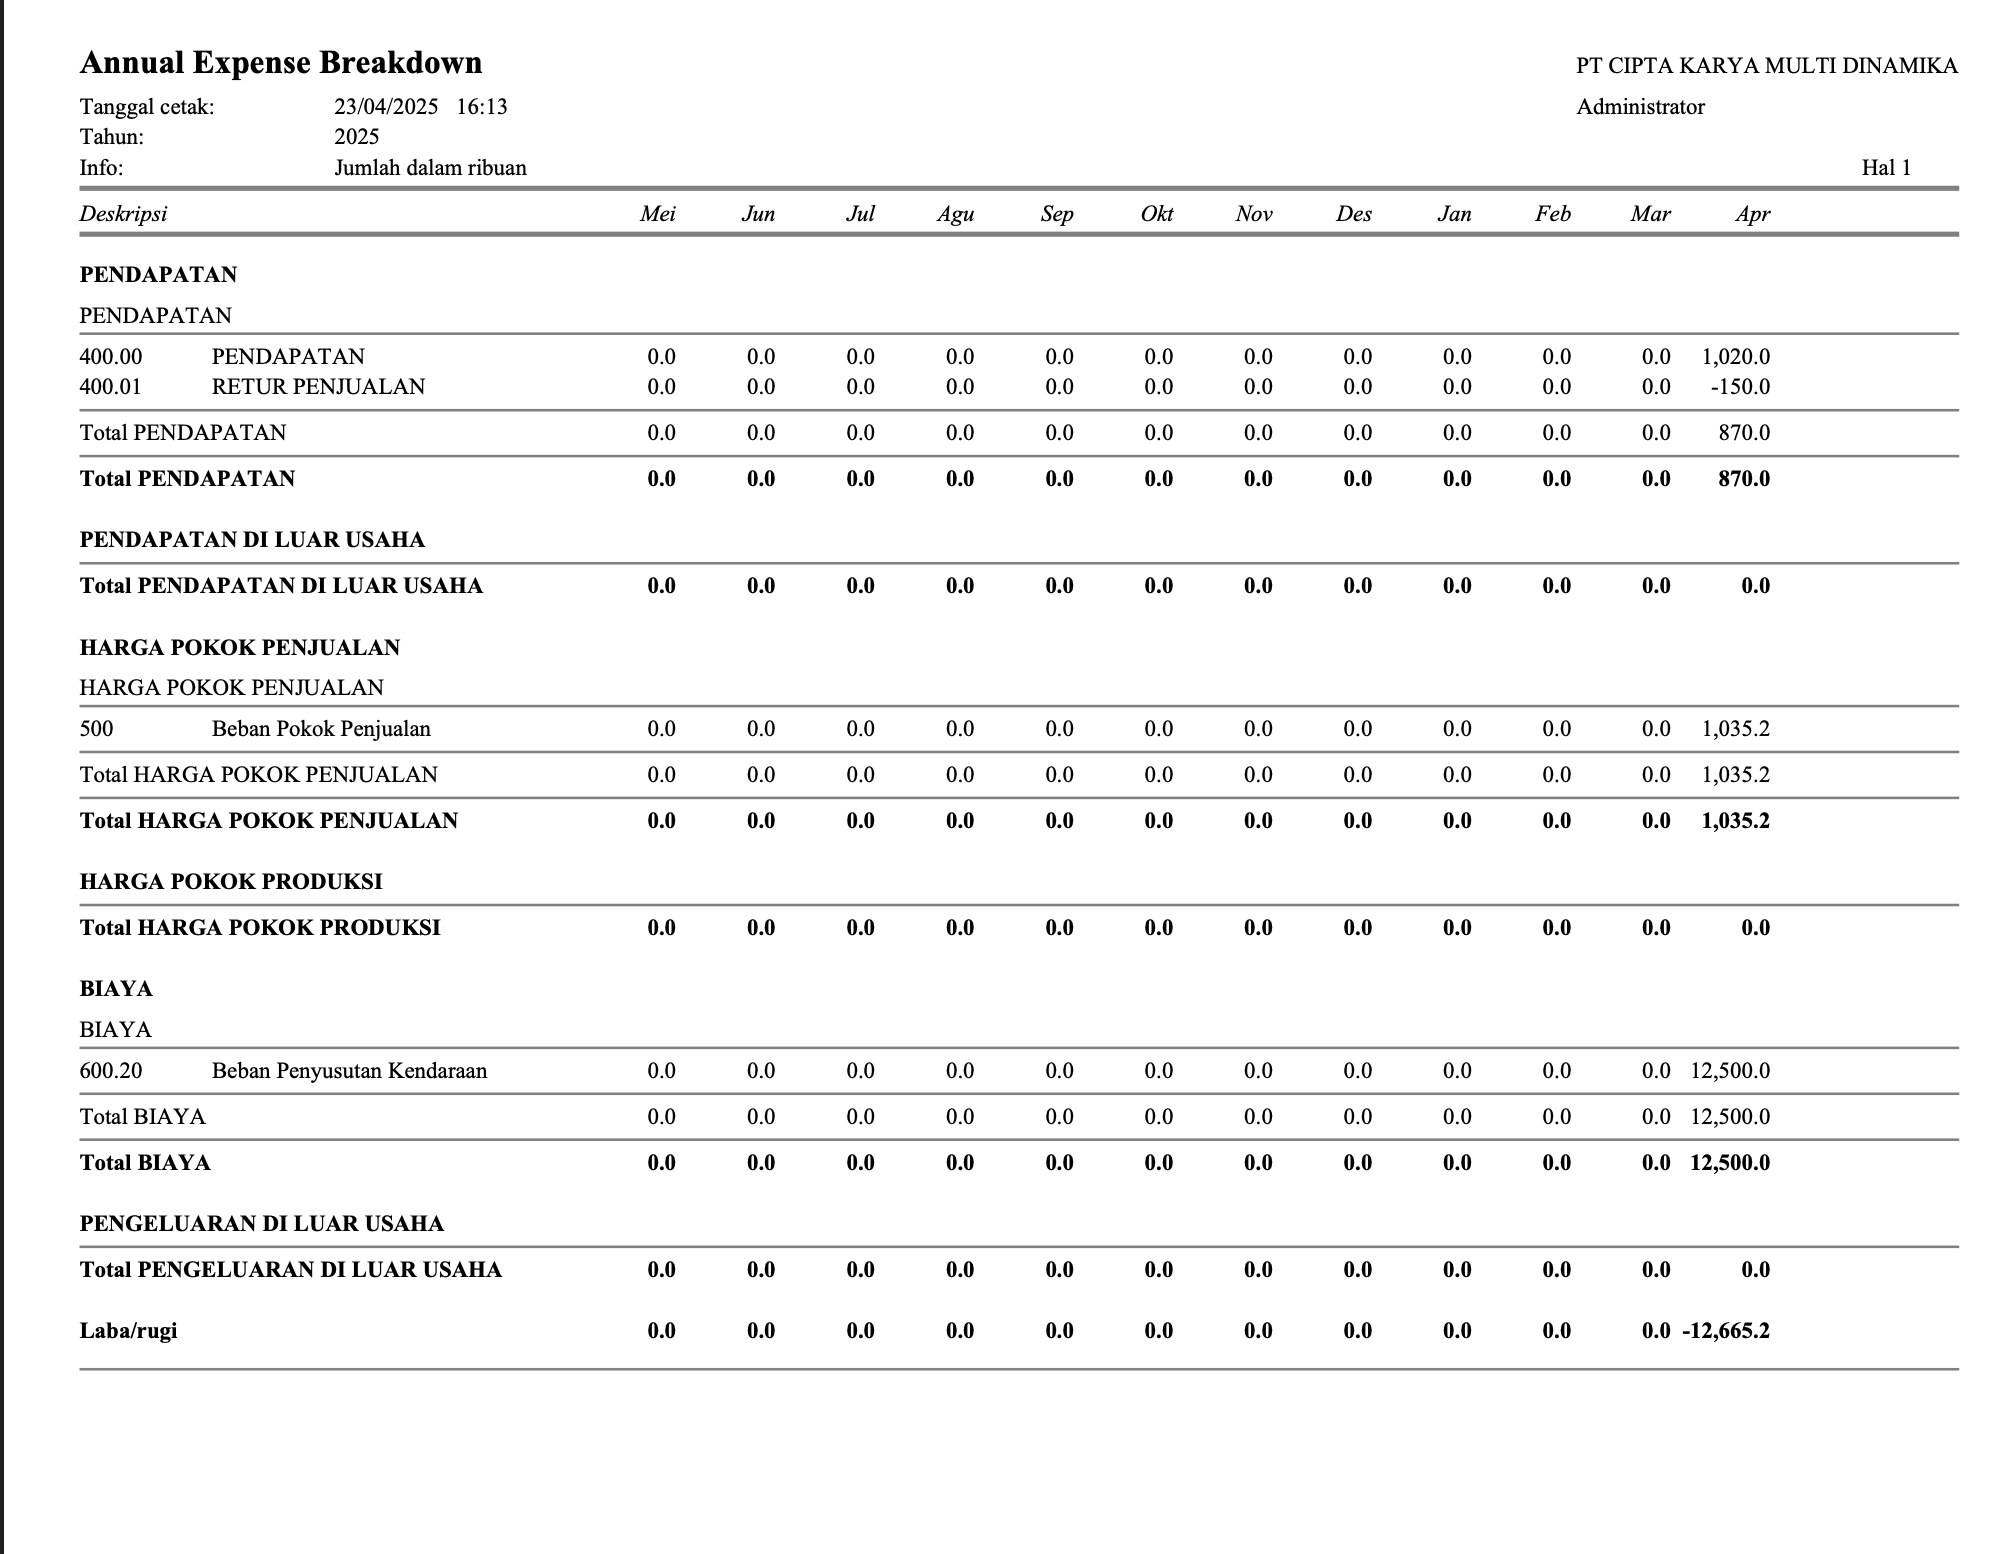 Annual Expense Breakdown PT CIPTA KARYA MULTI DINAMIKA
Tanggal cetak: 23/04/2025 16:13 Administrator
Tahun: 2025
Info: Jumlah dalam ribuan Hal 1
Deskripsi Mei Jun Jul Agu Sep Okt Nov Des Jan Feb Mar Apr
PENDAPATAN
PENDAPATAN
400.00 PENDAPATAN 0.0 0.0 0.0 0.0 0.0 0.0 0.0 0.0 0.0 0.0 0.0 1,020.0
400.01 RETUR PENJUALAN 0.0 0.0 0.0 0.0 0.0 0.0 0.0 0.0 0.0 0.0 0.0 -150.0
Total PENDAPATAN 0.0 0.0 0.0 0.0 0.0 0.0 0.0 0.0 0.0 0.0 0.0 870.0
Total PENDAPATAN 0.0 0.0 0.0 0.0 0.0 0.0 0.0 0.0 0.0 0.0 0.0 870.0
PENDAPATAN DI LUAR USAHA
Total PENDAPATAN DI LUAR USAHA 0.0 0.0 0.0 0.0 0.0 0.0 0.0 0.0 0.0 0.0 0.0 0.0
HARGA POKOK PENJUALAN
HARGA POKOK PENJUALAN
500 Beban Pokok Penjualan 0.0 0.0 0.0 0.0 0.0 0.0 0.0 0.0 0.0 0.0 0.0 1,035.2
Total HARGA POKOK PENJUALAN 0.0 0.0 0.0 0.0 0.0 0.0 0.0 0.0 0.0 0.0 0.0 1,035.2
Total HARGA POKOK PENJUALAN 0.0 0.0 0.0 0.0 0.0 0.0 0.0 0.0 0.0 0.0 0.0 1,035.2
HARGA POKOK PRODUKSI
Total HARGA POKOK PRODUKSI 0.0 0.0 0.0 0.0 0.0 0.0 0.0 0.0 0.0 0.0 0.0 0.0
BIAYA
BIAYA
600.20 Beban Penyusutan Kendaraan 0.0 0.0 0.0 0.0 0.0 0.0 0.0 0.0 0.0 0.0 0.0 12,500.0
Total BIAYA 0.0 0.0 0.0 0.0 0.0 0.0 0.0 0.0 0.0 0.0 0.0 12,500.0
Total BIAYA 0.0 0.0 0.0 0.0 0.0 0.0 0.0 0.0 0.0 0.0 0.0 12,500.0
PENGELUARAN DI LUAR USAHA
Total PENGELUARAN DI LUAR USAHA 0.0 0.0 0.0 0.0 0.0 0.0 0.0 0.0 0.0 0.0 0.0 0.0
Laba/rugi 0.0 0.0 0.0 0.0 0.0 0.0 0.0 0.0 0.0 0.0 0.0 -12,665.2